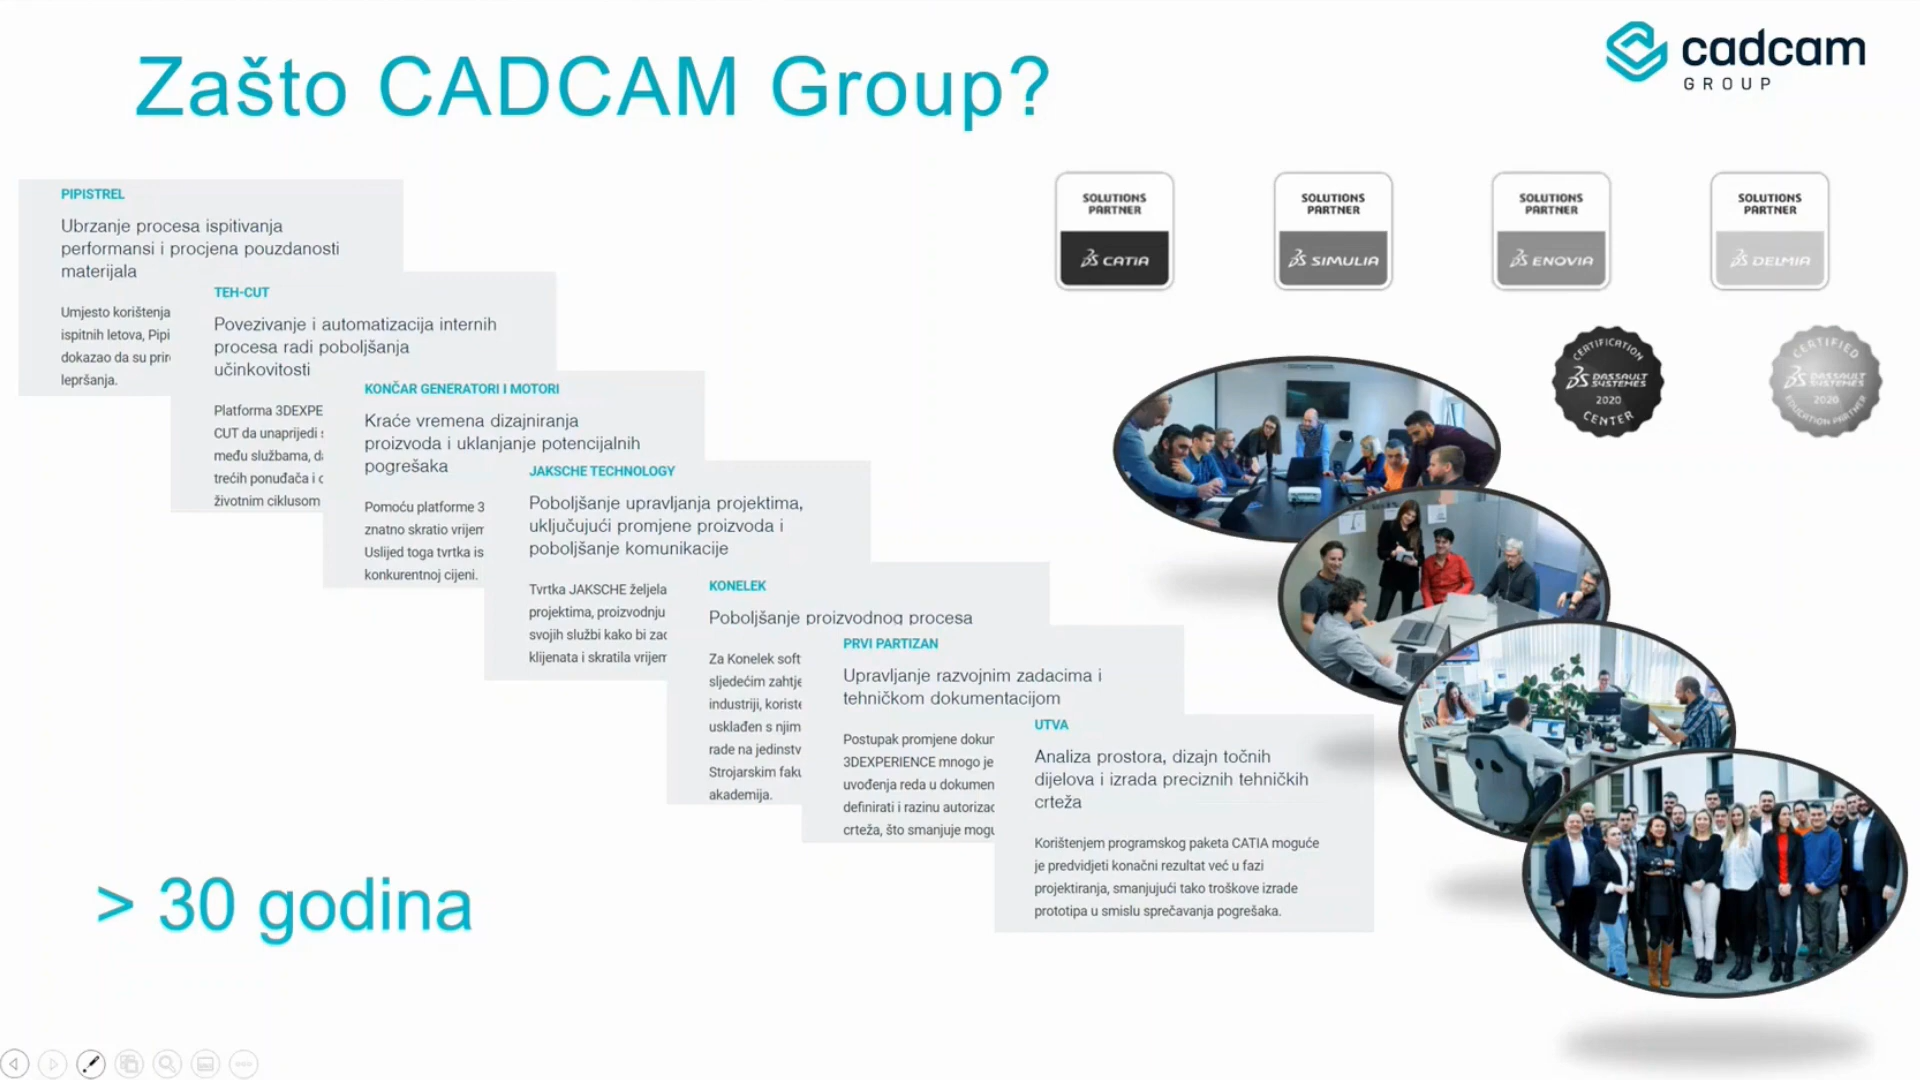 Zašto CADCAM Group?
cadcam
GROUP
PIPISTREL
Ubrzanje procesa ispitivanja
performansi i procjena pouzdanosti
materijala
Umjesto korištenja
ispitnih letova, Pipi
dokazao da su prir
lepršanja.
TEH-CUT
Povezivanje i automatizacija internih
procesa radi poboljšanja
učinkovitosti
Platforma 3DEXPE
CUT da unaprijedi s
među službama, da
trećih ponuđača i c
životnim ciklusom
KONČAR GENERATORI I MOTORI
Kraće vremena dizajniranja
proizvoda i uklanjanje potencijalnih
pogrešaka
Pomoću platforme 3
znatno skratio vrijem
Uslijed toga tvrtka is
konkurentnoj cijeni.
JAKSCHE TECHNOLOGY
Poboljšanje upravljanja projektima,
uključujući promjene proizvoda i
poboljšanje komunikacije
Tvrtka JAKSCHE željela
projektima, proizvodnju
svojih službi kako bi zad
klijenata i skratila vrijem
KONELEK
Poboljšanje proizvodnog procesa
Za Konelek soft
sljedećim zahtje
industriji, koriste
usklađen s njim
rade na jedinstv
Strojarskim faku
akademija.
PRVI PARTIZAN
Upravljanje razvojnim zadacima i
tehničkom dokumentacijom
Postupak promjene dokur
3DEXPERIENCE mnogo je
uvođenja reda u dokumen
definirati i razinu autorizac
crteža, što smanjuje mogu
UTVA
Analiza prostora, dizajn točnih
dijelova i izrada preciznih tehničkih
crteža
Korištenjem programskog paketa CATIA moguće
je predvidjeti konačni rezultat već u fazi
projektiranja, smanjujući tako troškove izrade
prototipa u smislu sprečavanja pogrešaka.
SOLUTIONS
PARTNER
CATIA
SOLUTIONS
PARTNER
SIMULIA
SOLUTIONS
PARTNER
ENOVIA
SOLUTIONS
PARTNER
DELMIA
CERTIFICATION
DASSAULT
SYSTEMES
2020
CENTER
CERTIFIED
DASSAULT
SYSTEMES
2020
EDUCATION PARTNER
> 30 godina